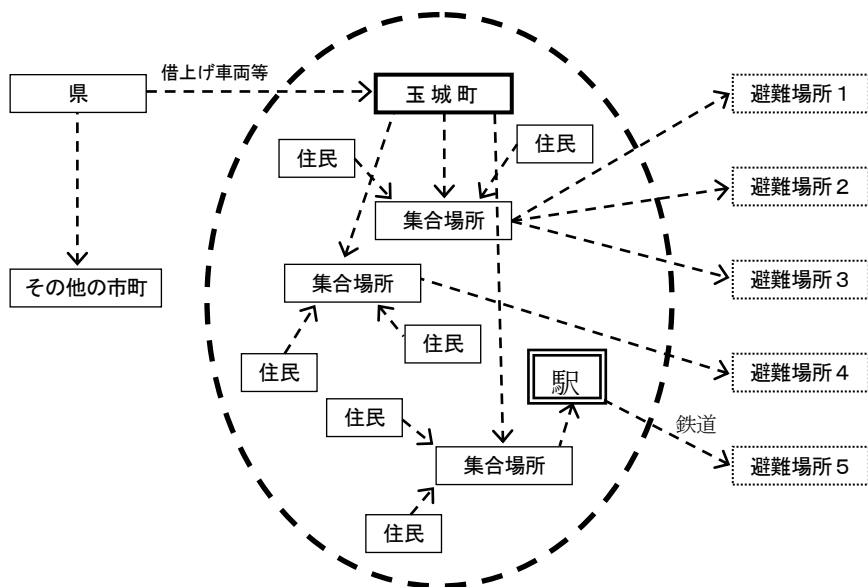 借上げ車両等
県
玉城町
避難場所１
住民
住民
避難場所２
集合場所
その他の市町
集合場所
避難場所３
住民
住民
駅
避難場所４
住民
鉄道
集合場所
避難場所５
住民